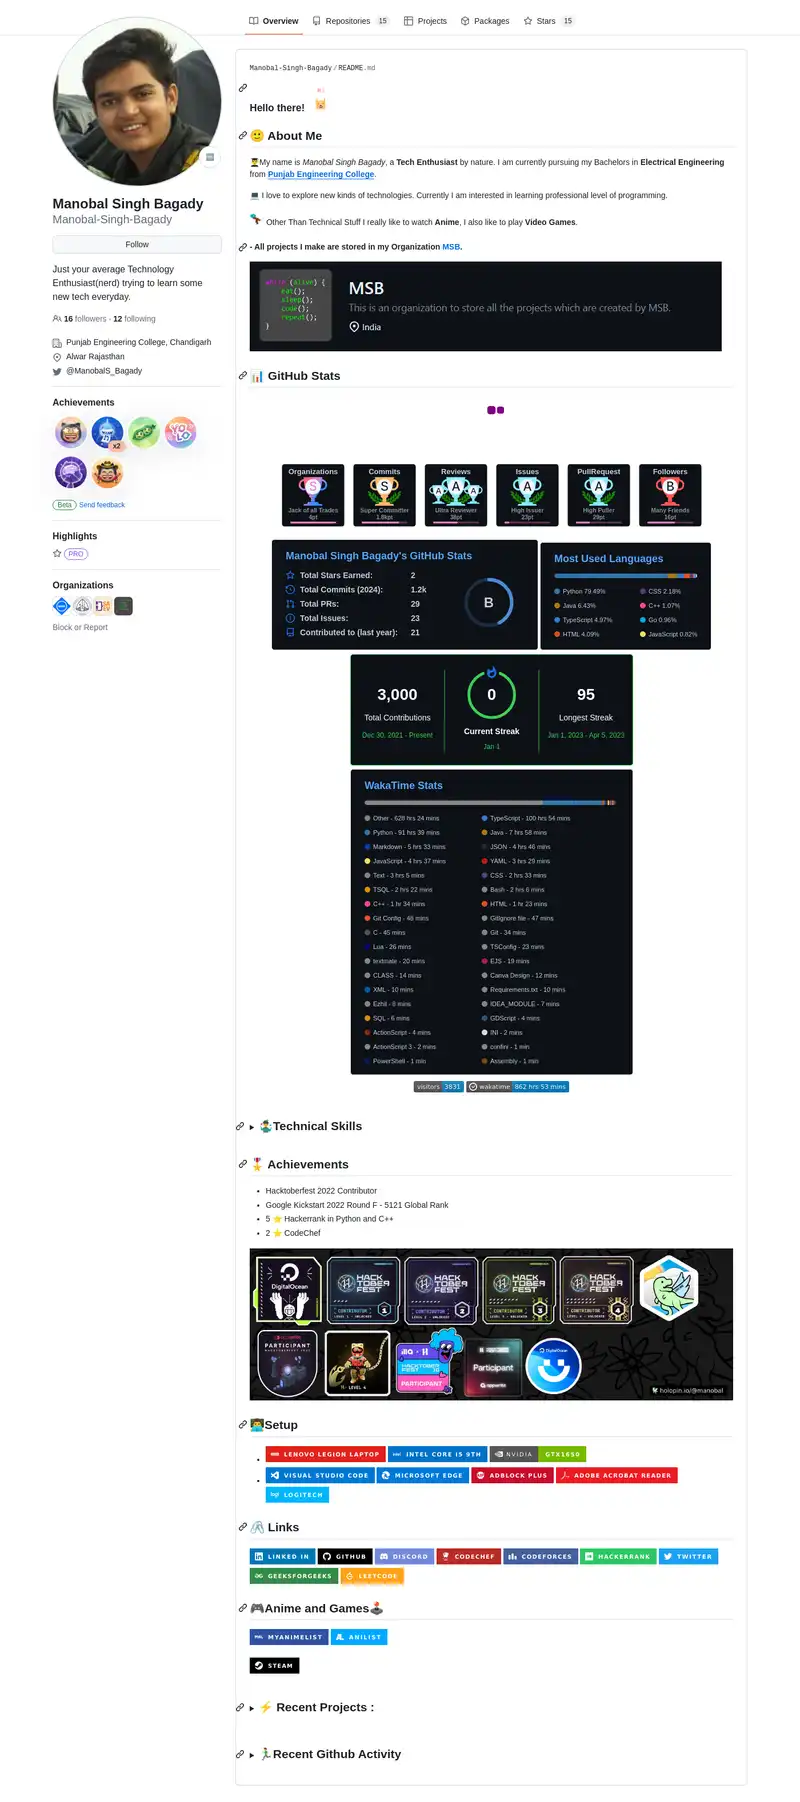 Overview Repositories 15 Projects Packages Stars 15
Manobal Singh Bagady
Manobal-Singh-Bagady
Follow
Just your average Technology
Enthusiast(nerd) trying to learn some
new tech everyday.
16 followers · 12 following
Punjab Engineering College, Chandigarh
Alwar Rajasthan
@ManobalS_Bagady
Achievements
x2
YOLO
Beta Send feedback
Highlights
PRO
Organizations
Block or Report
Manobal-Singh-Bagady/README.md
Hello there!
🙂 About Me
My name is Manobal Singh Bagady, a Tech Enthusiast by nature. I am currently pursuing my Bachelors in Electrical Engineering
from Punjab Engineering College.
💻 I love to explore new kinds of technologies. Currently I am interested in learning professional level of programming.
Other Than Technical Stuff I really like to watch Anime, I also like to play Video Games.
- All projects I make are stored in my Organization MSB.
while (alive) {
eat();
sleep();
code();
repeat();
}
MSB
This is an organization to store all the projects which are created by MSB.
India
📊 GitHub Stats
Organizations Commits Reviews Issues PullRequest Followers
S S A A A A A B
Jack of all Trades Super Committer Ultra Reviewer High Issuer High Puller Many Friends
4pt 1.8kpt 38pt 23pt 29pt 16pt
Manobal Singh Bagady's GitHub Stats
Total Stars Earned: 2
Total Commits (2024): 1.2k
Total PRs: 29
Total Issues: 23
Contributed to (last year): 21
B
Most Used Languages
Python 79.49% CSS 2.18%
Java 6.43% C++ 1.07%
TypeScript 4.97% Go 0.96%
HTML 4.09% JavaScript 0.82%
3,000 0 95
Total Contributions Current Streak Longest Streak
Dec 30, 2021 - Present Jan 1 Jan 1, 2023 - Apr 5, 2023
WakaTime Stats
Other - 628 hrs 24 mins TypeScript - 100 hrs 54 mins
Python - 91 hrs 39 mins Java - 7 hrs 58 mins
Markdown - 5 hrs 33 mins JSON - 4 hrs 46 mins
JavaScript - 4 hrs 37 mins YAML - 3 hrs 29 mins
Text - 3 hrs 5 mins CSS - 2 hrs 33 mins
TSQL - 2 hrs 22 mins Bash - 2 hrs 6 mins
C++ - 1 hr 34 mins HTML - 1 hr 23 mins
Git Config - 48 mins GitIgnore file - 47 mins
C - 45 mins Git - 34 mins
Lua - 26 mins TSConfig - 23 mins
textmate - 20 mins EJS - 19 mins
CLASS - 14 mins Canva Design - 12 mins
XML - 10 mins Requirements.txt - 10 mins
Ezhil - 8 mins IDEA_MODULE - 7 mins
SQL - 6 mins GDScript - 4 mins
ActionScript - 4 mins INI - 2 mins
ActionScript 3 - 2 mins confini - 1 min
PowerShell - 1 min Assembly - 1 min
visitors 3831 wakatime 862 hrs 53 mins
Technical Skills
🎖 Achievements
Hacktoberfest 2022 Contributor
Google Kickstart 2022 Round F - 5121 Global Rank
5 ⭐ Hackerrank in Python and C++
2 ⭐ CodeChef
DigitalOcean
HACKTOBER FEST CONTRIBUTOR 1
HACKTOBER FEST CONTRIBUTOR 2
HACKTOBER FEST CONTRIBUTOR 3
HACKTOBER FEST CONTRIBUTOR 4
PARTICIPANT
LEVEL 4
HACKTOBER FEST PARTICIPANT
Participant
appwrite
DigitalOcean
holopin.io/@manobal
Setup
LENOVO LEGION LAPTOP INTEL CORE I5 9TH NVIDIA GTX1650
VISUAL STUDIO CODE MICROSOFT EDGE ADBLOCK PLUS ADOBE ACROBAT READER
LOGITECH
Links
LINKED IN GITHUB DISCORD CODECHEF CODEFORCES HACKERRANK TWITTER
GEEKSFORGEEKS LEETCODE
🎮Anime and Games🕹
MYANIMELIST ANILIST
STEAM
⚡ Recent Projects :
Recent Github Activity